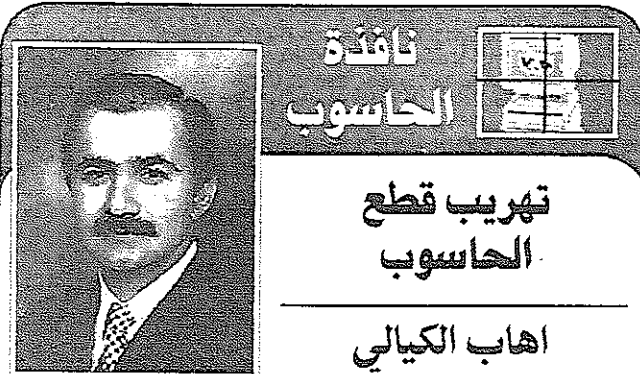 نافذة
الحاسوب
تهريب قطع
الحاسوب
اهاب الكيالي